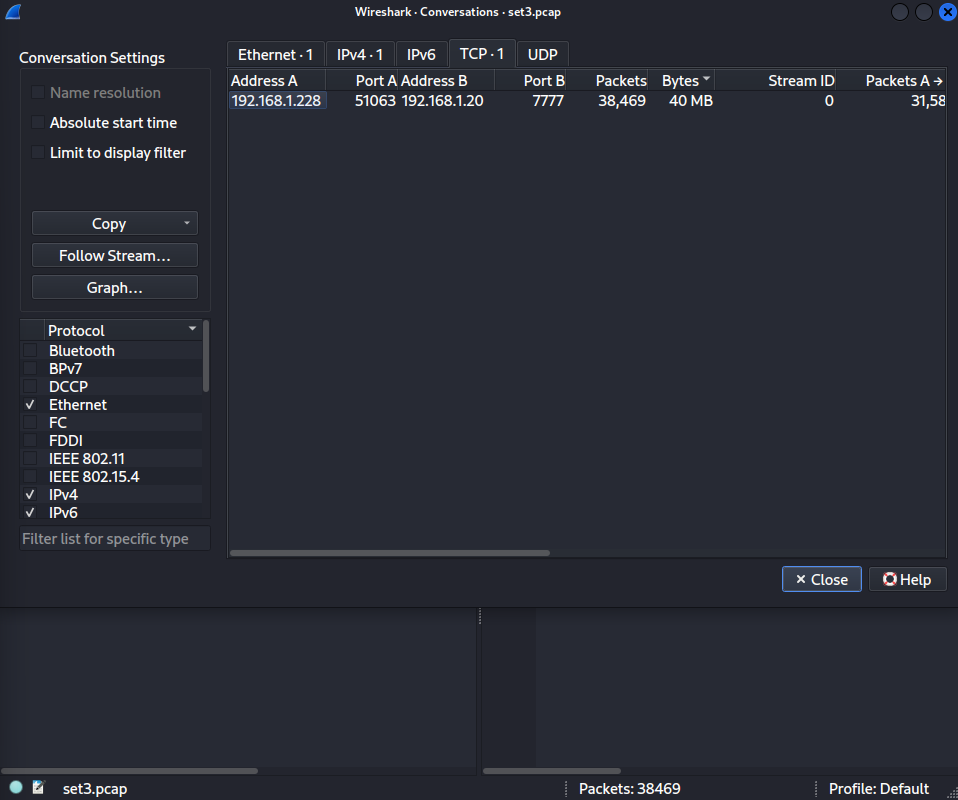 Wireshark · Conversations · set3.pcap
Conversation Settings
Name resolution
Absolute start time
Limit to display filter
Copy
Follow Stream…
Graph…
Protocol
Bluetooth
BPv7
DCCP
Ethernet
FC
FDDI
IEEE 802.11
IEEE 802.15.4
IPv4
IPv6
Filter list for specific type
Ethernet · 1 IPv4 · 1 IPv6 TCP · 1 UDP
Address A Port A Address B Port B Packets Bytes Stream ID Packets A →
192.168.1.228 51063 192.168.1.20 7777 38,469 40 MB 0 31,58
Close Help
set3.pcap Packets: 38469 Profile: Default